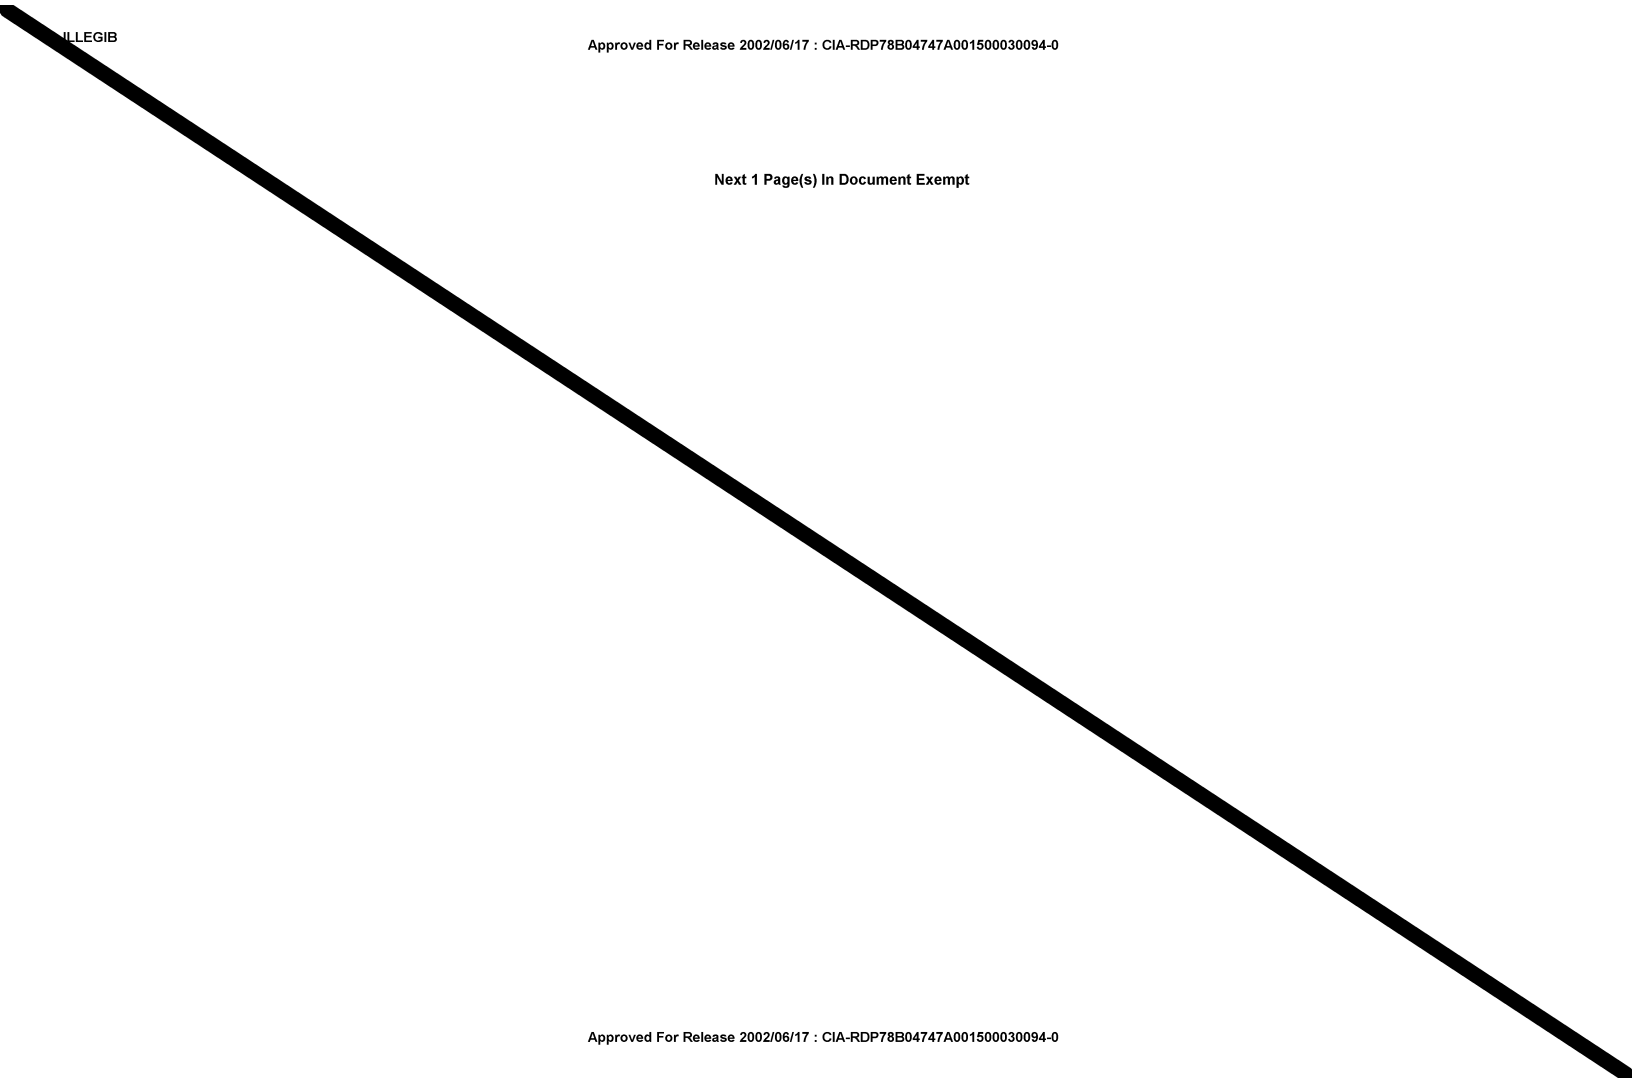 ILLEGIB
Approved For Release 2002/06/17 : CIA-RDP78B04747A001500030094-0
Next 1 Page(s) In Document Exempt
Approved For Release 2002/06/17 : CIA-RDP78B04747A001500030094-0